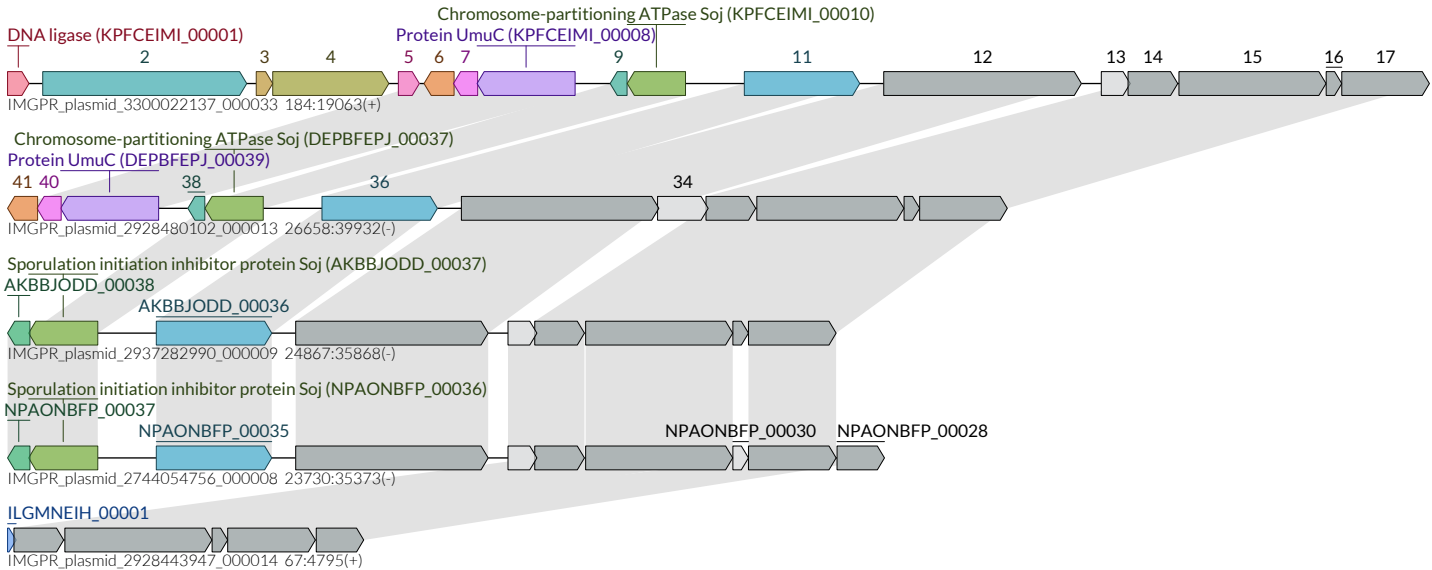 Chromosome-partitioning ATPase Soj (KPFCEIMI_00010)
DNA ligase (KPFCEIMI_00001) Protein UmuC (KPFCEIMI_00008)
2 3 4 5 6 7 9 11 12 13 14 15 16 17
IMGPR_plasmid_3300022137_000033 184:19063(+)
Chromosome-partitioning ATPase Soj (DEPBFEPJ_00037)
Protein UmuC (DEPBFEPJ_00039)
41 40 38 36 34
IMGPR_plasmid_2928480102_000013 26658:39932(-)
Sporulation initiation inhibitor protein Soj (AKBBJODD_00037)
AKBBJODD_00038
AKBBJODD_00036
IMGPR_plasmid_2937282990_000009 24867:35868(-)
Sporulation initiation inhibitor protein Soj (NPAONBFP_00036)
NPAONBFP_00037
NPAONBFP_00035 NPAONBFP_00030 NPAONBFP_00028
IMGPR_plasmid_2744054756_000008 23730:35373(-)
ILGMNEIH_00001
IMGPR_plasmid_2928443947_000014 67:4795(+)